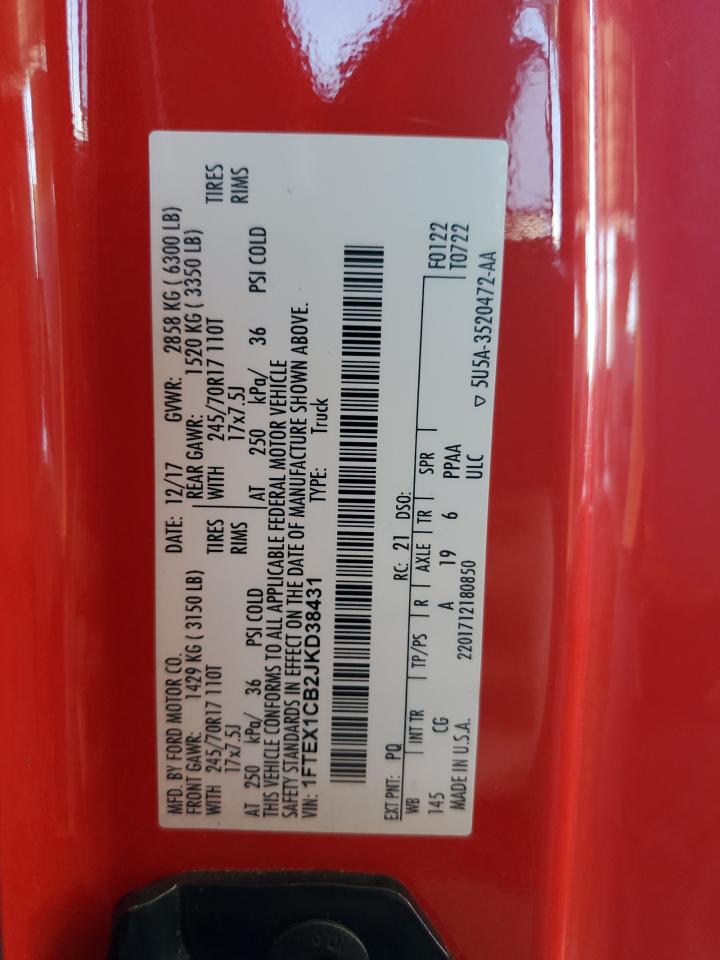 MFD. BY FORD MOTOR CO. DATE: 12/17 GVWR: 2858 KG ( 6300 LB)
FRONT GAWR: 1429 KG ( 3150 LB) REAR GAWR: 1520 KG ( 3350 LB)
WITH 245/70R17 110T TIRES WITH 245/70R17 110T TIRES
17x7.5J RIMS 17x7.5J RIMS
AT 250 kPa/ 36 PSI COLD AT 250 kPa/ 36 PSI COLD
THIS VEHICLE CONFORMS TO ALL APPLICABLE FEDERAL MOTOR VEHICLE
SAFETY STANDARDS IN EFFECT ON THE DATE OF MANUFACTURE SHOWN ABOVE.
VIN: 1FTEX1CB2JKD38431 TYPE: Truck
EXT PNT: PQ RC: 21 DSO:
WB INT TR TP/PS R AXLE TR SPR F0122
145 CG A 19 6 PPAA T0722
MADE IN U.S.A. 2201712180850 ULC ▽ 5U5A-3520472-AA